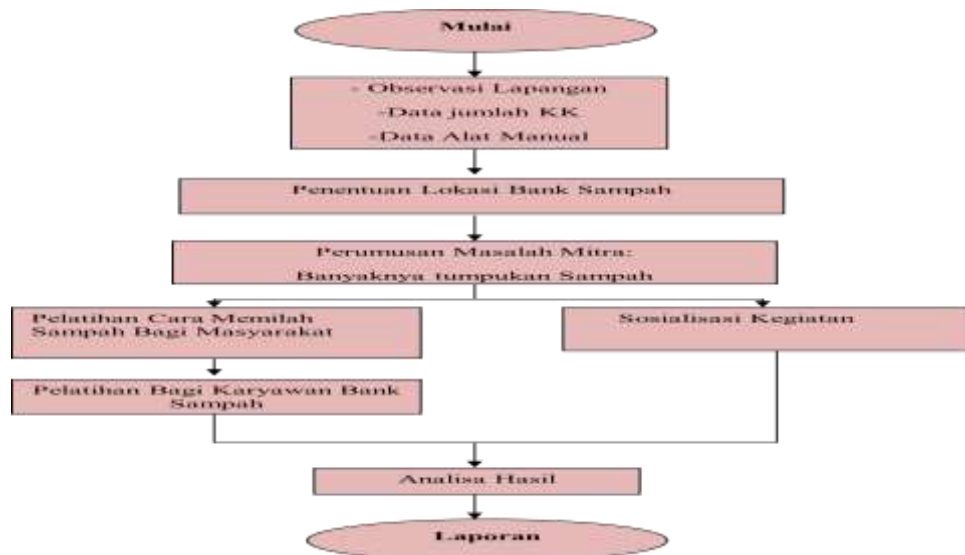 Mulai
- Observasi Lapangan
-Data jumlah KK
-Data Alat Manual
Penentuan Lokasi Bank Sampah
Perumusan Masalah Mitra:
Banyaknya tumpukan Sampah
Pelatihan Cara Memilah
Sampah Bagi Masyarakat
Sosialisasi Kegiatan
Pelatihan Bagi Karyawan Bank
Sampah
Analisa Hasil
Laporan